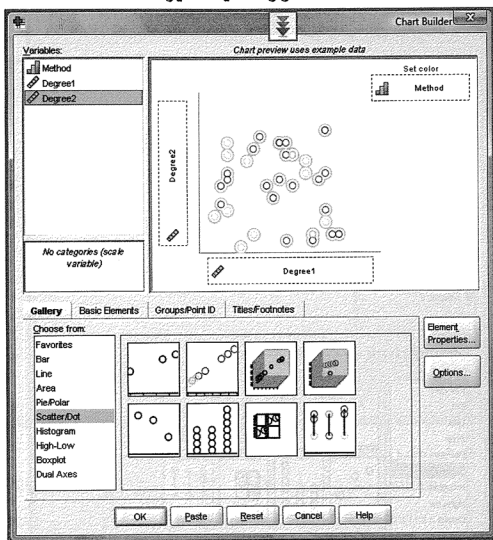 Chart Builder
Variables:
Chart preview uses example data
Method
Degree1
Degree2
No categories (scale
variable)
Set color
Method
Degree2
Degree1
Gallery
Basic Elements
Groups/Point ID
Titles/Footnotes
Choose from:
Favorites
Bar
Line
Area
Pie/Polar
Scatter/Dot
Histogram
High-Low
Boxplot
Dual Axes
Element
Properties...
Options...
OK
Paste
Reset
Cancel
Help